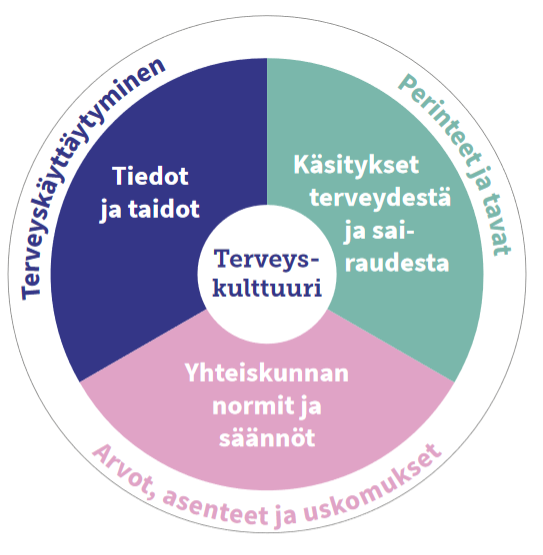 Terveyskäyttäytyminen
Perinteet ja tavat
Tiedot
ja taidot
Käsitykset
terveydestä
ja sai-
raudesta
Terveys-
kulttuuri
Yhteiskunnan
normit ja
säännöt
Arvot, asenteet ja uskomukset